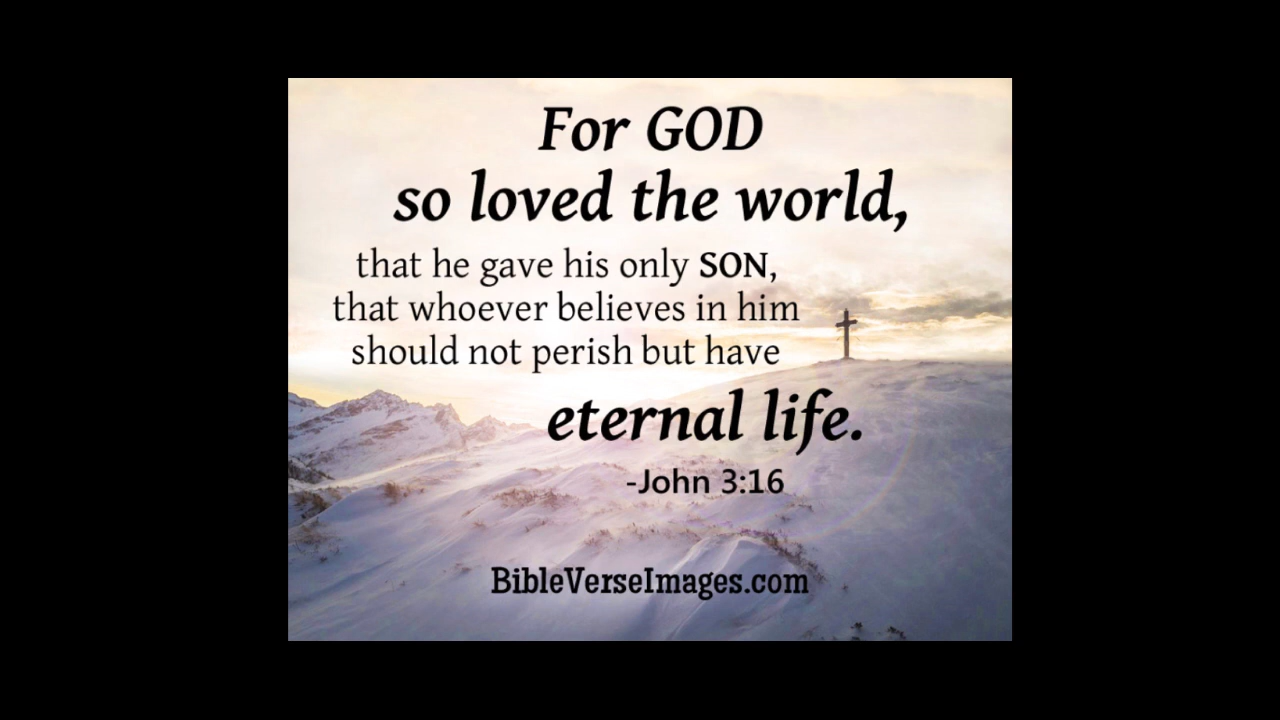 For GOD
so loved the world,
that he gave his only SON,
that whoever believes in him
should not perish but have
eternal life.
-John 3:16
BibleVerseImages.com